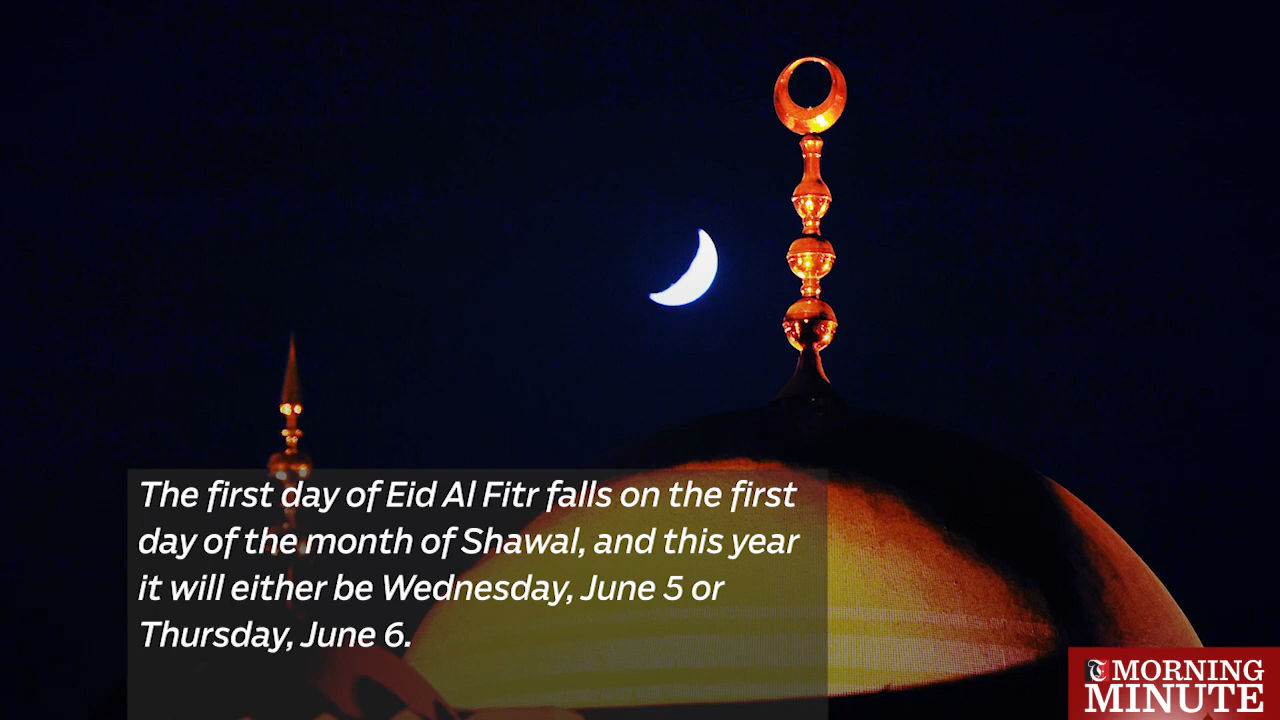 The first day of Eid Al Fitr falls on the first
day of the month of Shawal, and this year
it will either be Wednesday, June 5 or
Thursday, June 6.
T MORNING
MINUTE